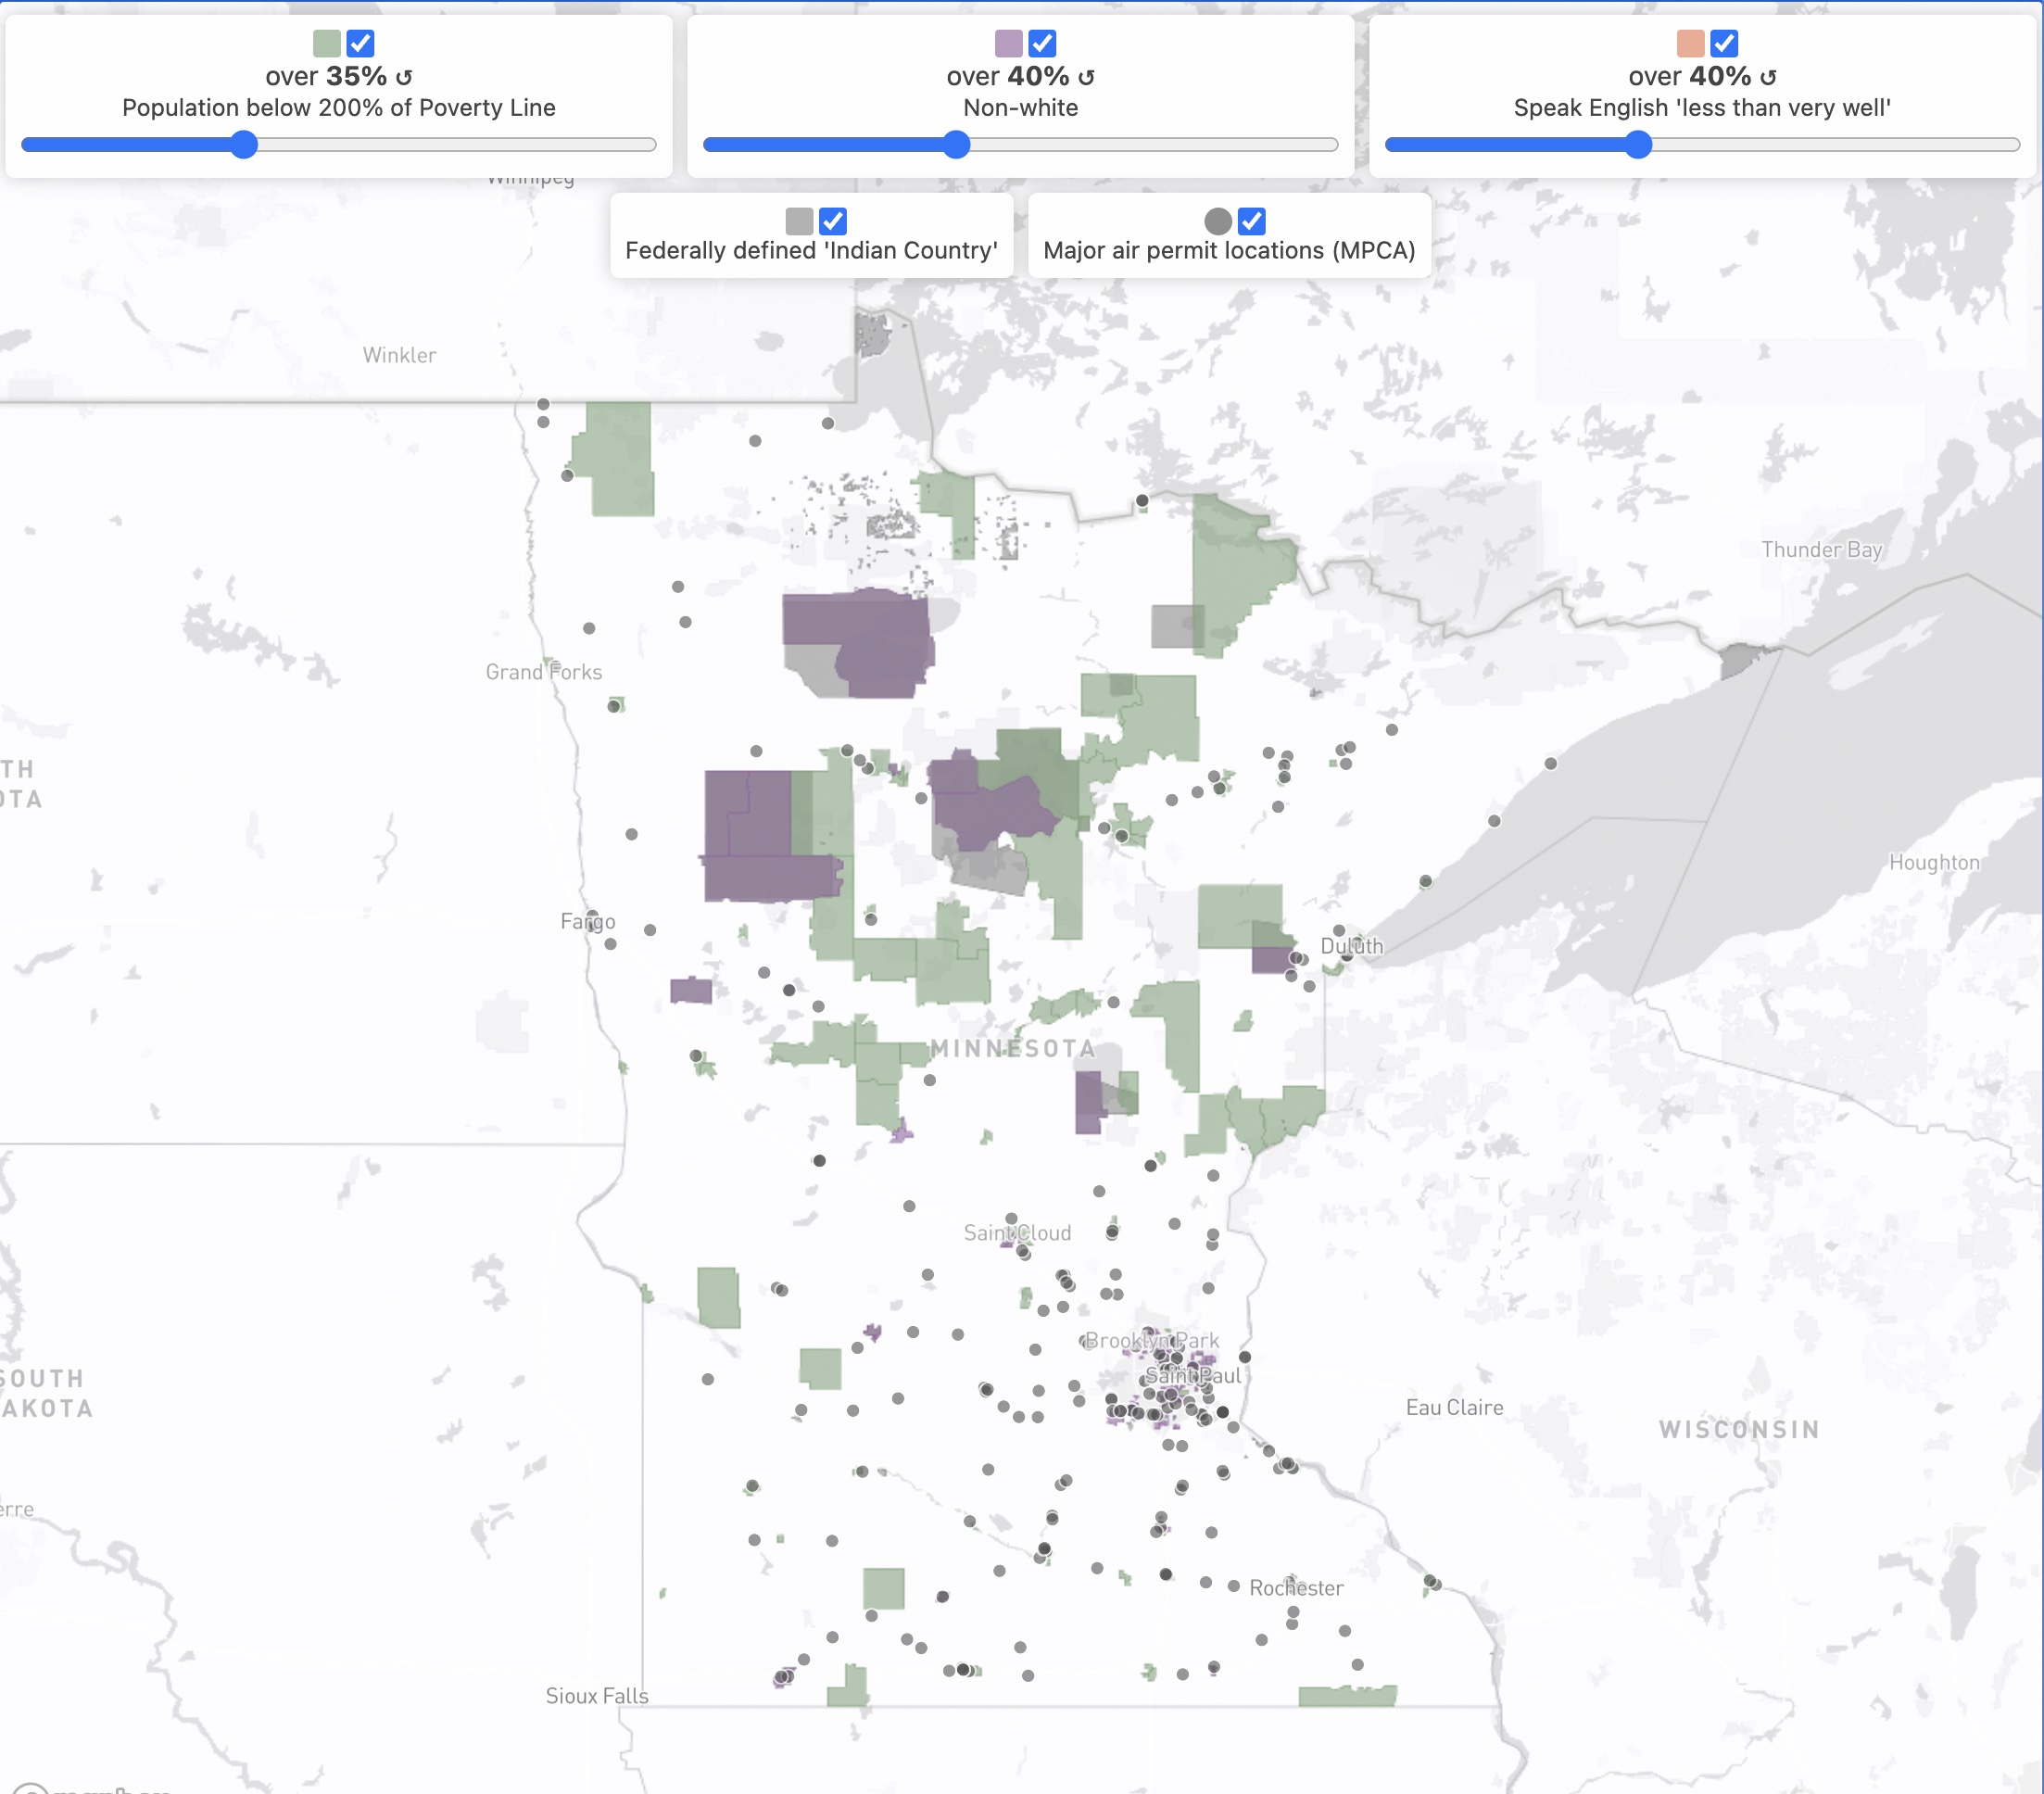 over 35% ↺
Population below 200% of Poverty Line
over 40% ↺
Non-white
over 40% ↺
Speak English 'less than very well'
Federally defined 'Indian Country'
Major air permit locations (MPCA)
Winnipeg
Winkler
Thunder Bay
Grand Forks
TH
OTA
Houghton
Fargo
Duluth
MINNESOTA
Saint Cloud
Brooklyn Park
Saint Paul
SOUTH
AKOTA
Eau Claire
WISCONSIN
erre
Rochester
Sioux Falls